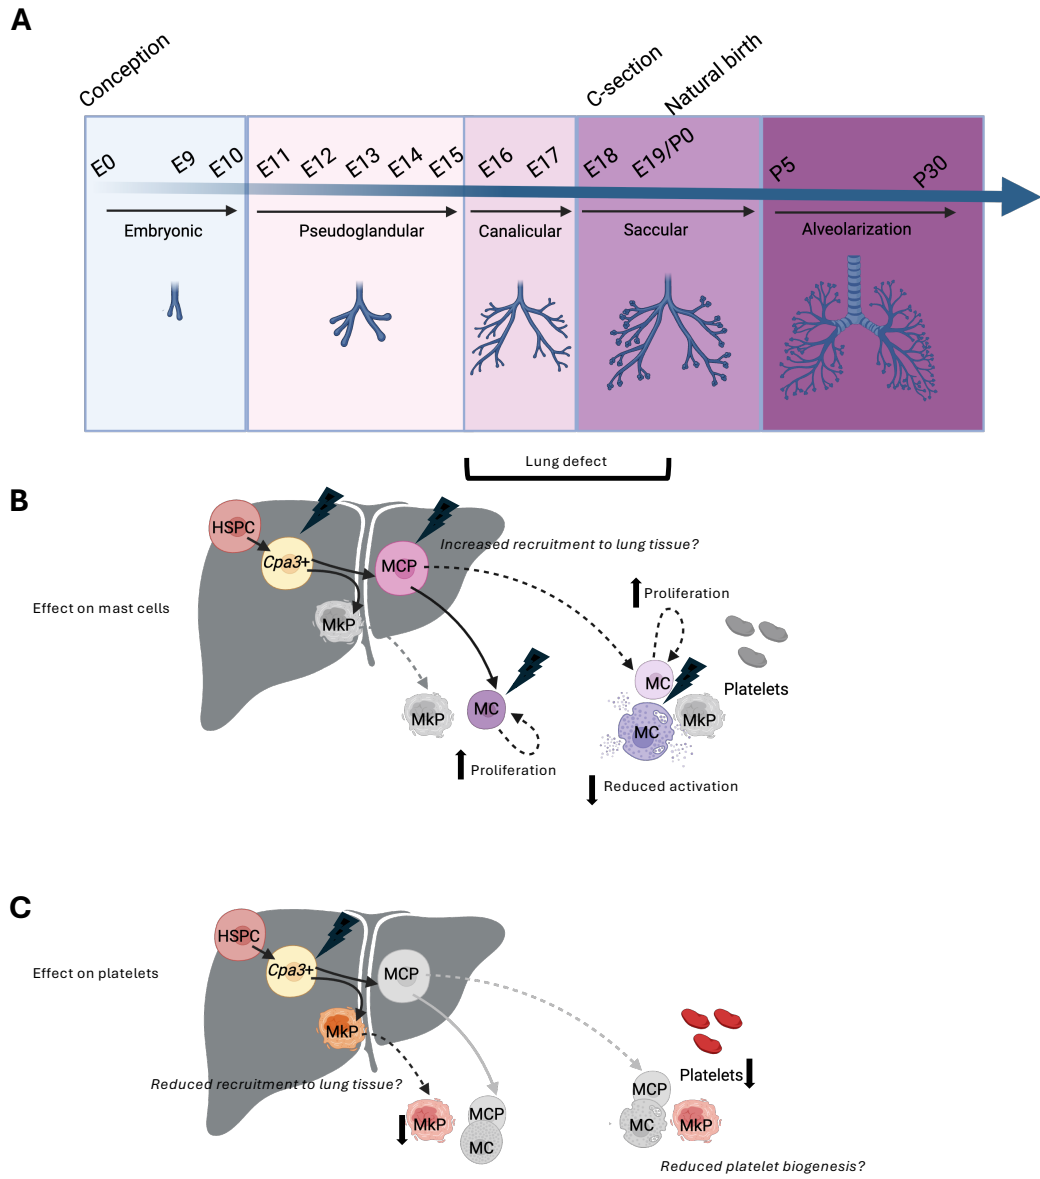 A
Conception
C-section
Natural birth
E0
E9
E10
E11
E12
E13
E14
E15
E16
E17
E18
E19/P0
P5
P30
Embryonic
Pseudoglandular
Canalicular
Saccular
Alveolarization
Lung defect
B
HSPC
Cpa3+
MCP
Increased recruitment to lung tissue?
Effect on mast cells
MkP
Proliferation
MC
Platelets
MkP
MC
MkP
MC
Proliferation
Reduced activation
C
HSPC
Cpa3+
MCP
Effect on platelets
MkP
Reduced recruitment to lung tissue?
Platelets
MCP
MkP
MCP
MC
MC
MkP
Reduced platelet biogenesis?